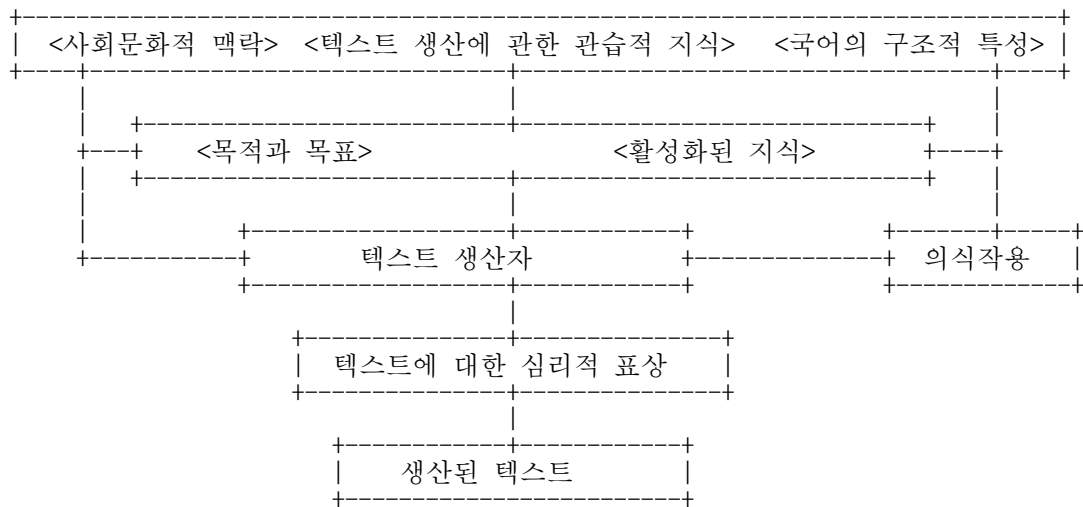 <사회문화적 맥락> <텍스트 생산에 관한 관습적 지식> <국어의 구조적 특성>
<목적과 목표> <활성화된 지식>
텍스트 생산자 의식작용
텍스트에 대한 심리적 표상
생산된 텍스트